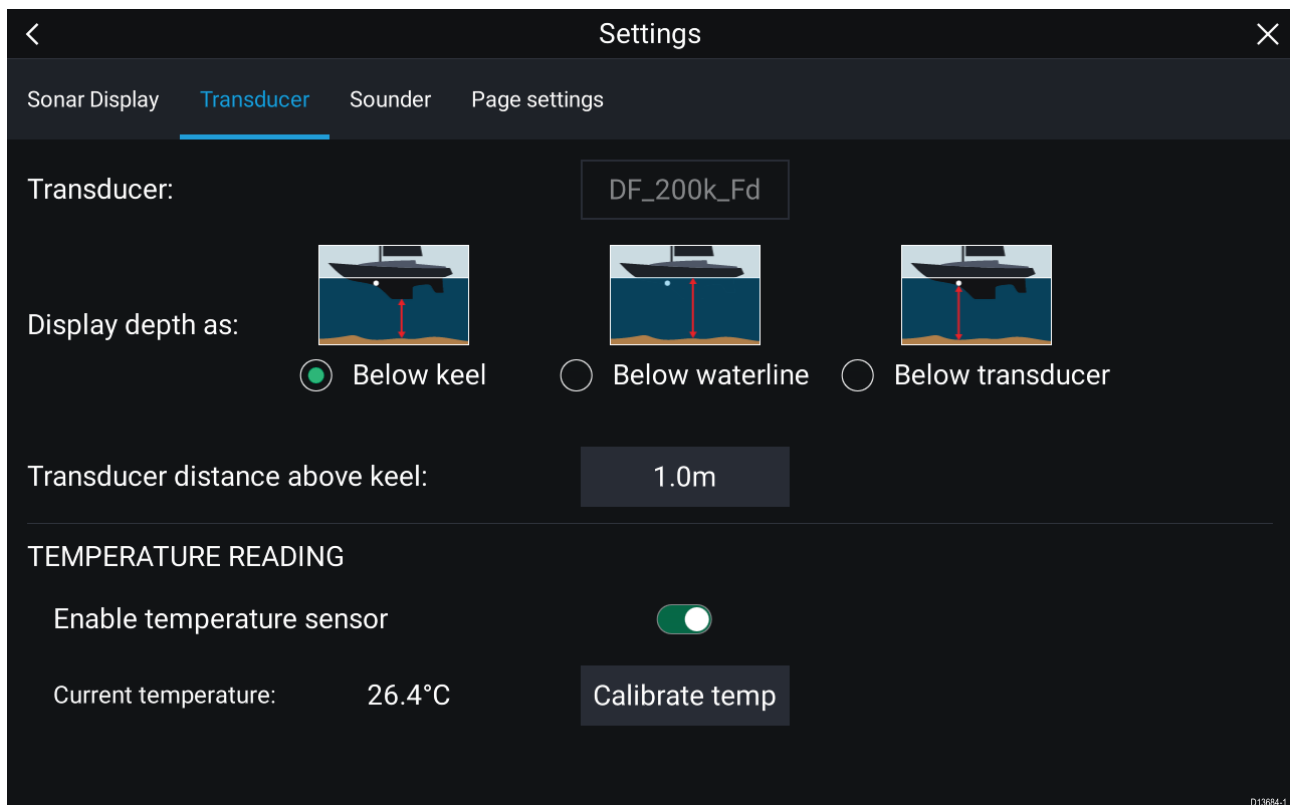 Settings
Sonar Display Transducer Sounder Page settings
Transducer: DF_200k_Fd
Display depth as:
Below keel Below waterline Below transducer
Transducer distance above keel: 1.0m
TEMPERATURE READING
Enable temperature sensor
Current temperature: 26.4°C Calibrate temp
D13684-1